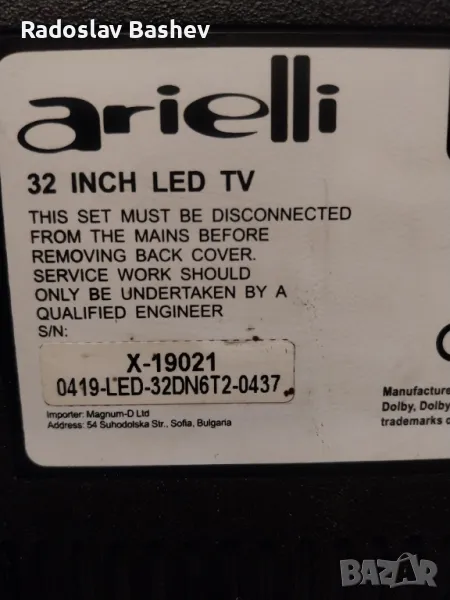 Radoslav Bashev
arielli
32 INCH LED TV
THIS SET MUST BE DISCONNECTED
FROM THE MAINS BEFORE
REMOVING BACK COVER.
SERVICE WORK SHOULD
ONLY BE UNDERTAKEN BY A
QUALIFIED ENGINEER
S/N:
X-19021
0419-LED-32DN6T2-0437
Importer: Magnum-D Ltd
Address: 54 Suhodolska Str., Sofia, Bulgaria
Manufacture
Dolby, Dolby
trademarks o
BAZAR